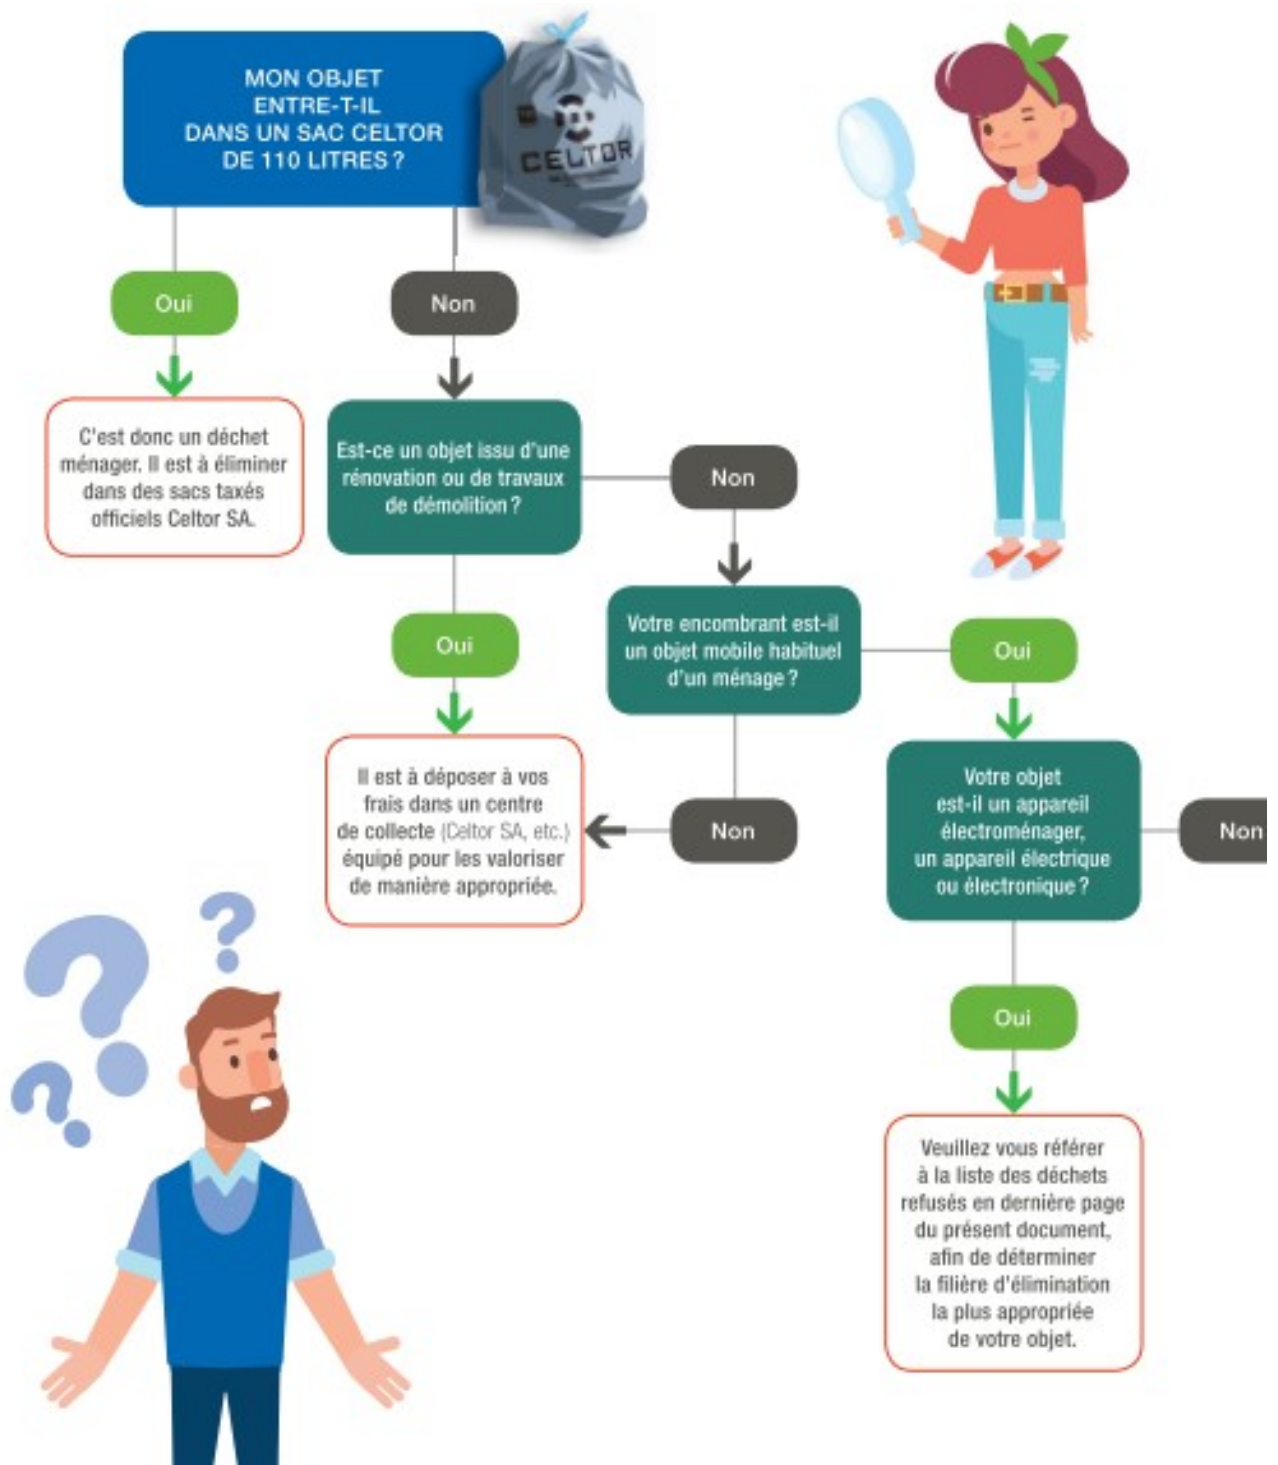 MON OBJET
ENTRE-T-IL
DANS UN SAC CELTOR
DE 110 LITRES ?
CELTOR
Oui
Non
C'est donc un déchet
ménager. Il est à éliminer
dans des sacs taxés
officiels Celtor SA.
Est-ce un objet issu d'une
rénovation ou de travaux
de démolition ?
Non
Oui
Votre encombrant est-il
un objet mobile habituel
d'un ménage ?
Oui
Il est à déposer à vos
frais dans un centre
de collecte (Celtor SA, etc.)
équipé pour les valoriser
de manière appropriée.
Non
Votre objet
est-il un appareil
électroménager,
un appareil électrique
ou électronique ?
Non
Oui
Veuillez vous référer
à la liste des déchets
refusés en dernière page
du présent document,
afin de déterminer
la filière d'élimination
la plus appropriée
de votre objet.